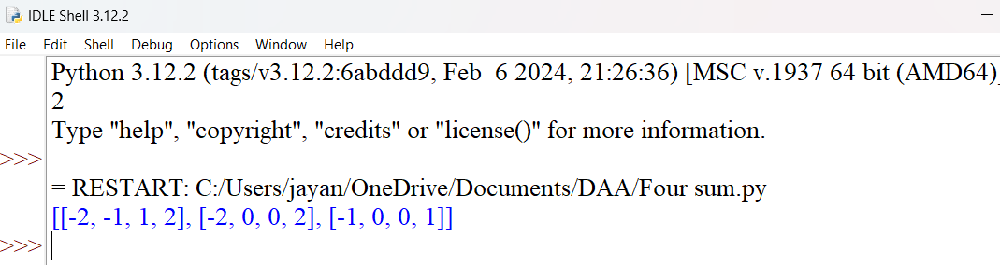 IDLE Shell 3.12.2
File Edit Shell Debug Options Window Help
Python 3.12.2 (tags/v3.12.2:6abddd9, Feb 6 2024, 21:26:36) [MSC v.1937 64 bit (AMD64)]
2
Type "help", "copyright", "credits" or "license()" for more information.
>>>
= RESTART: C:/Users/jayan/OneDrive/Documents/DAA/Four sum.py
[[-2, -1, 1, 2], [-2, 0, 0, 2], [-1, 0, 0, 1]]
>>>